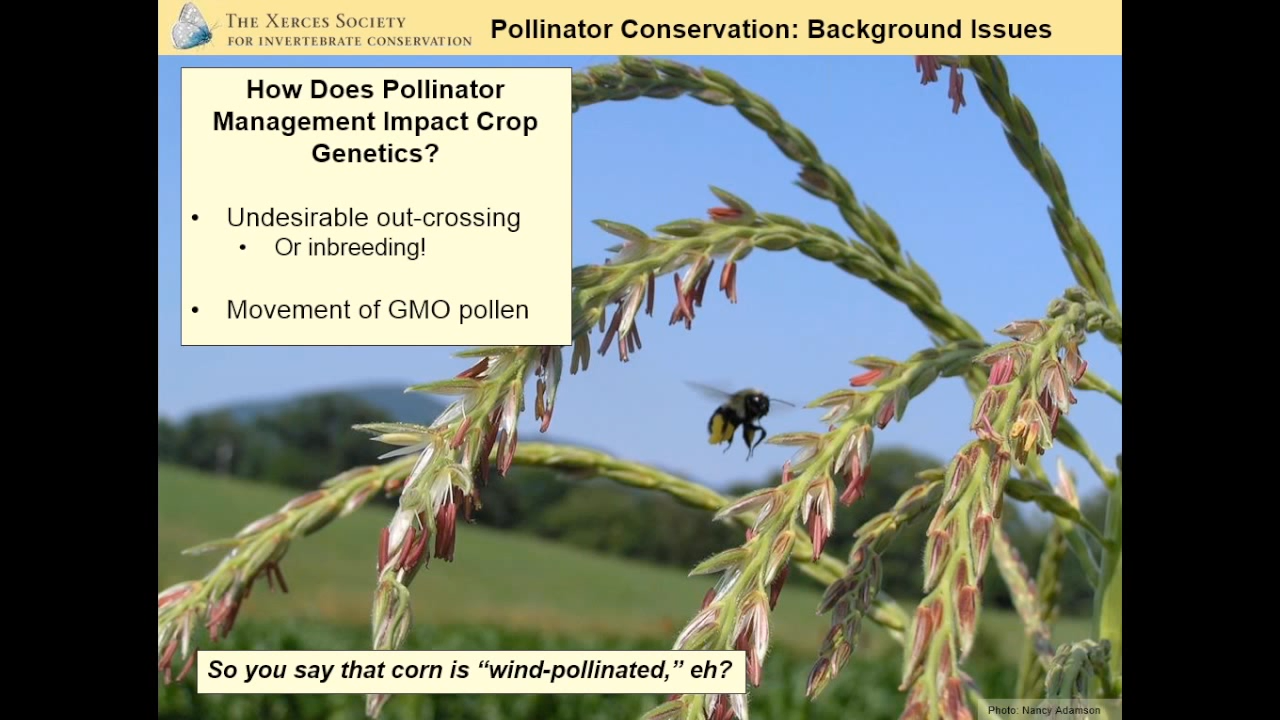 The Xerces Society
for Invertebrate Conservation
Pollinator Conservation: Background Issues
How Does Pollinator
Management Impact Crop
Genetics?
• Undesirable out-crossing
• Or inbreeding!
• Movement of GMO pollen
So you say that corn is “wind-pollinated,” eh?
Photo: Nancy Adamson